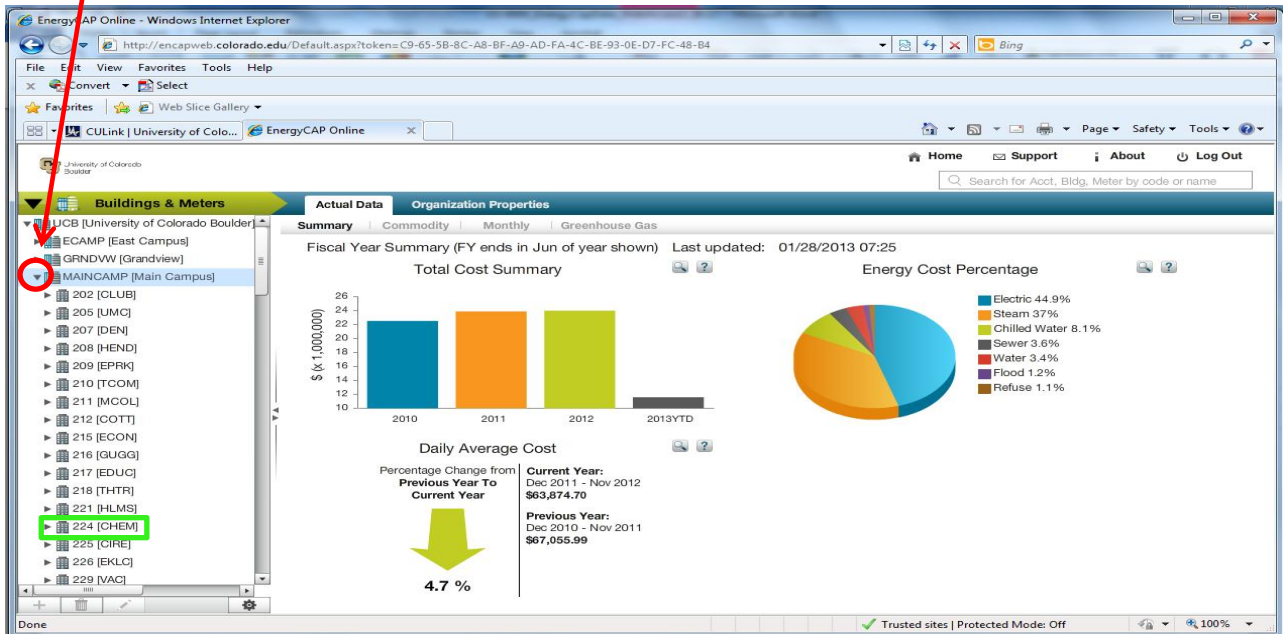 EnergyCAP Online - Windows Internet Explorer
http://encapweb.colorado.edu/Default.aspx?token=C9-65-5B-8C-A8-BF-A9-AD-FA-4C-BE-93-0E-D7-FC-48-B4
Bing
File Edit View Favorites Tools Help
x Convert Select
Favorites Web Slice Gallery
CULink | University of Colo... EnergyCAP Online x
Page Safety Tools
University of Colorado
Boulder
Home Support About Log Out
Search for Acct, Bldg, Meter by code or name
Buildings & Meters
Actual Data Organization Properties
Summary Commodity Monthly Greenhouse Gas
UCB [University of Colorado Boulder]
ECAMP [East Campus]
GRNDVW [Grandview]
MAINCAMP [Main Campus]
202 [CLUB]
205 [UMC]
207 [DEN]
208 [HEND]
209 [EPRK]
210 [TCOM]
211 [MCOL]
212 [COTT]
215 [ECON]
216 [GUGG]
217 [EDUC]
218 [THTR]
221 [HLMS]
224 [CHEM]
225 [CIRE]
226 [EKLC]
229 [VAC]
Fiscal Year Summary (FY ends in Jun of year shown) Last updated: 01/28/2013 07:25
Total Cost Summary
$ (x 1,000,000)
26
24
22
20
18
16
14
12
10
2010 2011 2012 2013YTD
Energy Cost Percentage
Electric 44.9%
Steam 37%
Chilled Water 8.1%
Sewer 3.6%
Water 3.4%
Flood 1.2%
Refuse 1.1%
Daily Average Cost
Percentage Change from
Previous Year To
Current Year
4.7 %
Current Year:
Dec 2011 - Nov 2012
$63,874.70
Previous Year:
Dec 2010 - Nov 2011
$67,055.99
Done
Trusted sites | Protected Mode: Off
100%